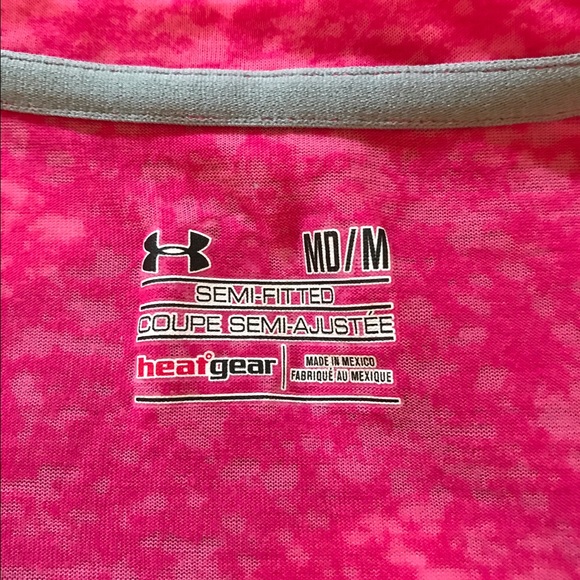 MD/M
SEMI-FITTED
COUPE SEMI-AJUSTÉE
heatgear
MADE IN MEXICO
FABRIQUÉ AU MEXIQUE